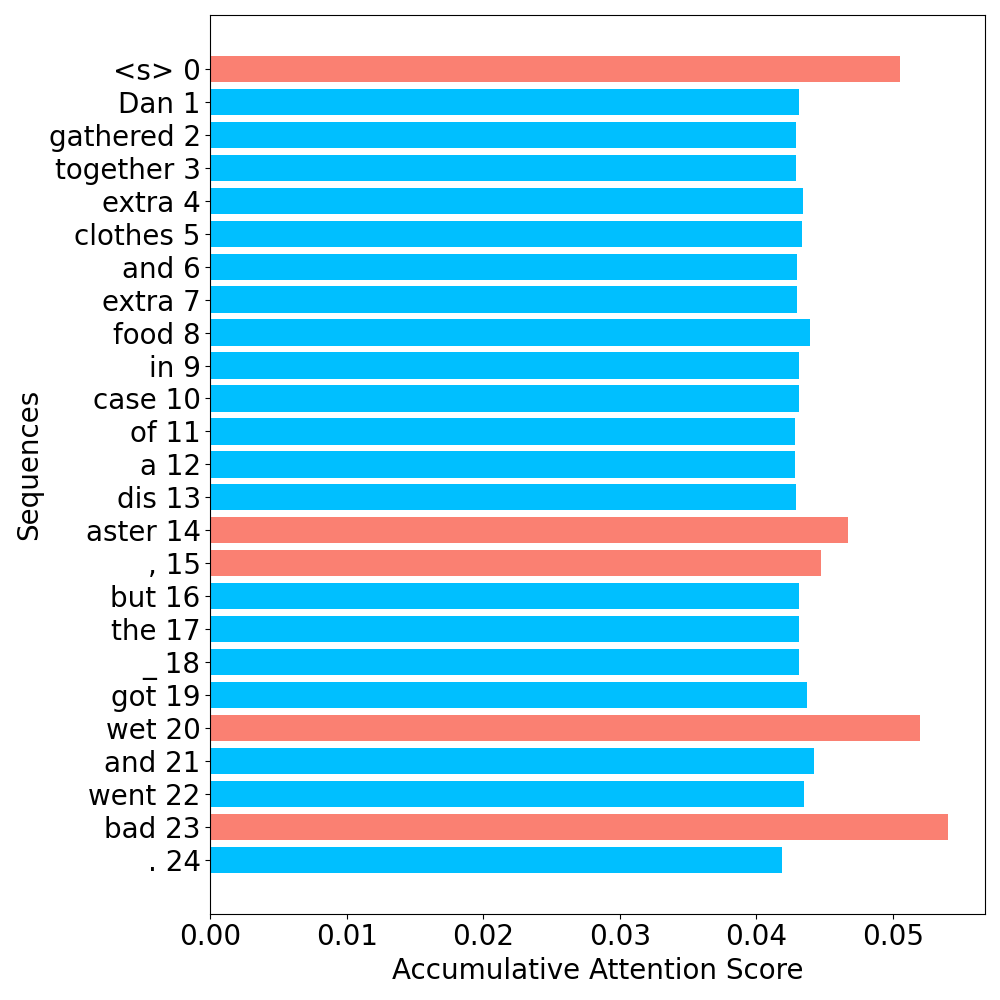 <s> 0
Dan 1
gathered 2
together 3
extra 4
clothes 5
and 6
extra 7
food 8
in 9
case 10
of 11
a 12
dis 13
aster 14
, 15
but 16
the 17
_ 18
got 19
wet 20
and 21
went 22
bad 23
. 24
Sequences
0.00 0.01 0.02 0.03 0.04 0.05
Accumulative Attention Score